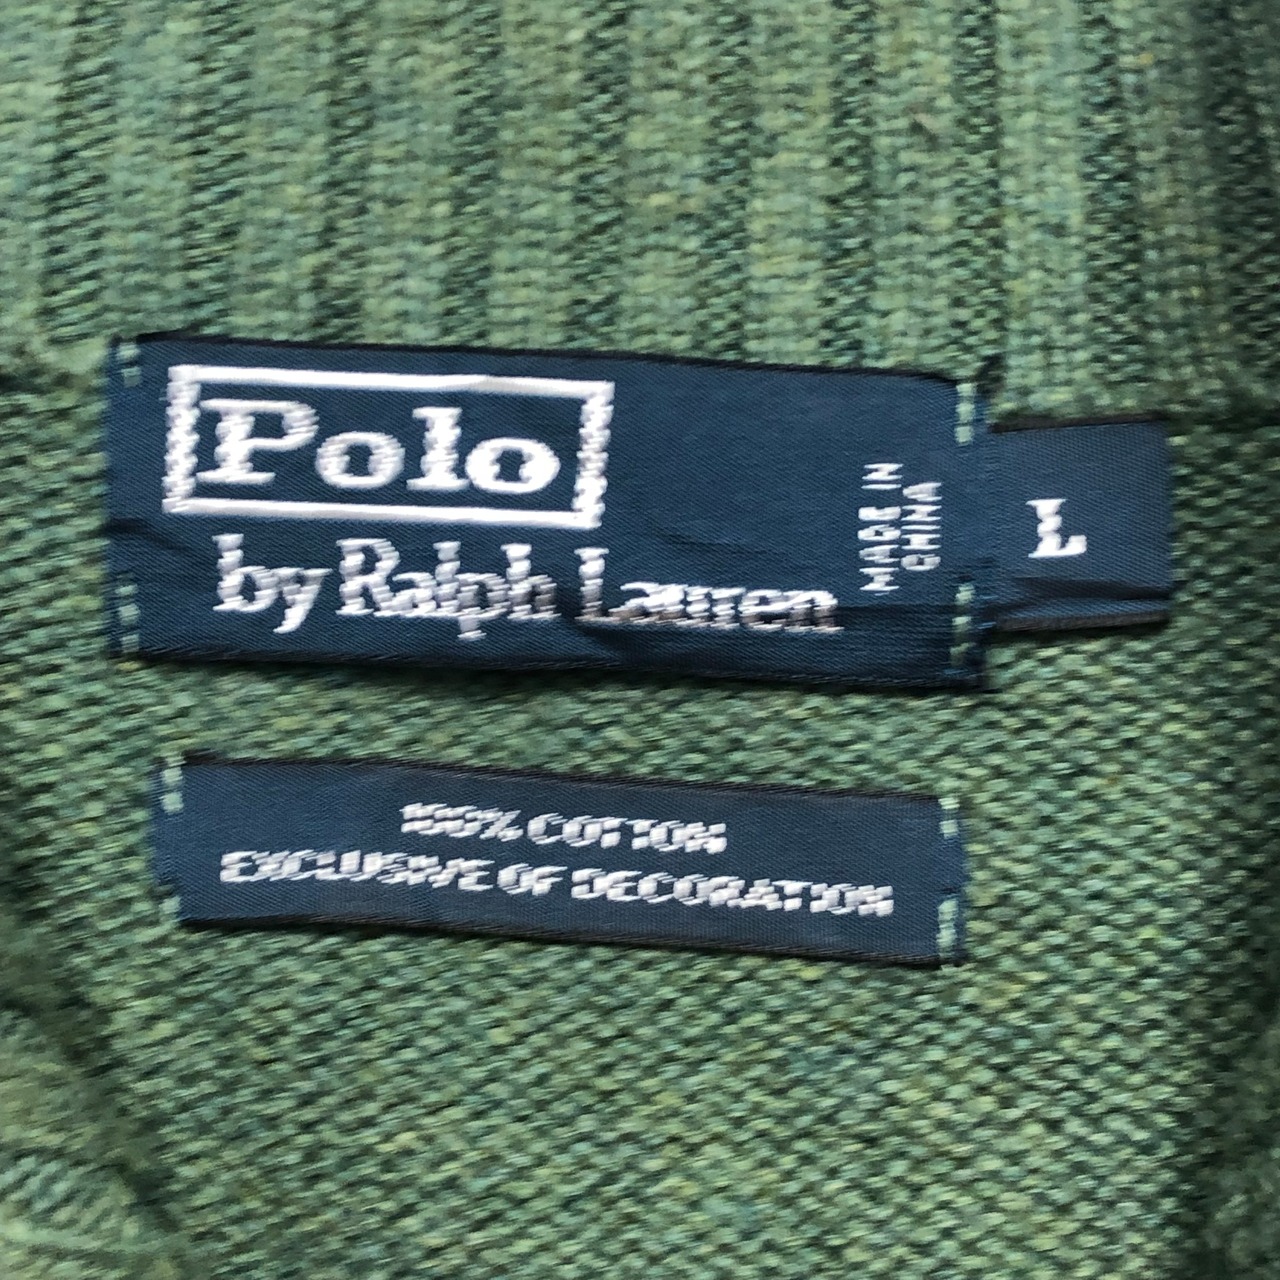 Polo
by Ralph Lauren
MADE IN
CHINA
L
100% COTTON
EXCLUSIVE OF DECORATION